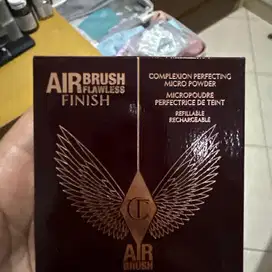 AIRBRUSH
FLAWLESS
FINISH
COMPLEXION PERFECTING
MICRO POWDER
MICROPOUDRE
PERFECTRICE DE TEINT
REFILLABLE
RECHARGEABLE
CT
AIR
BRUSH